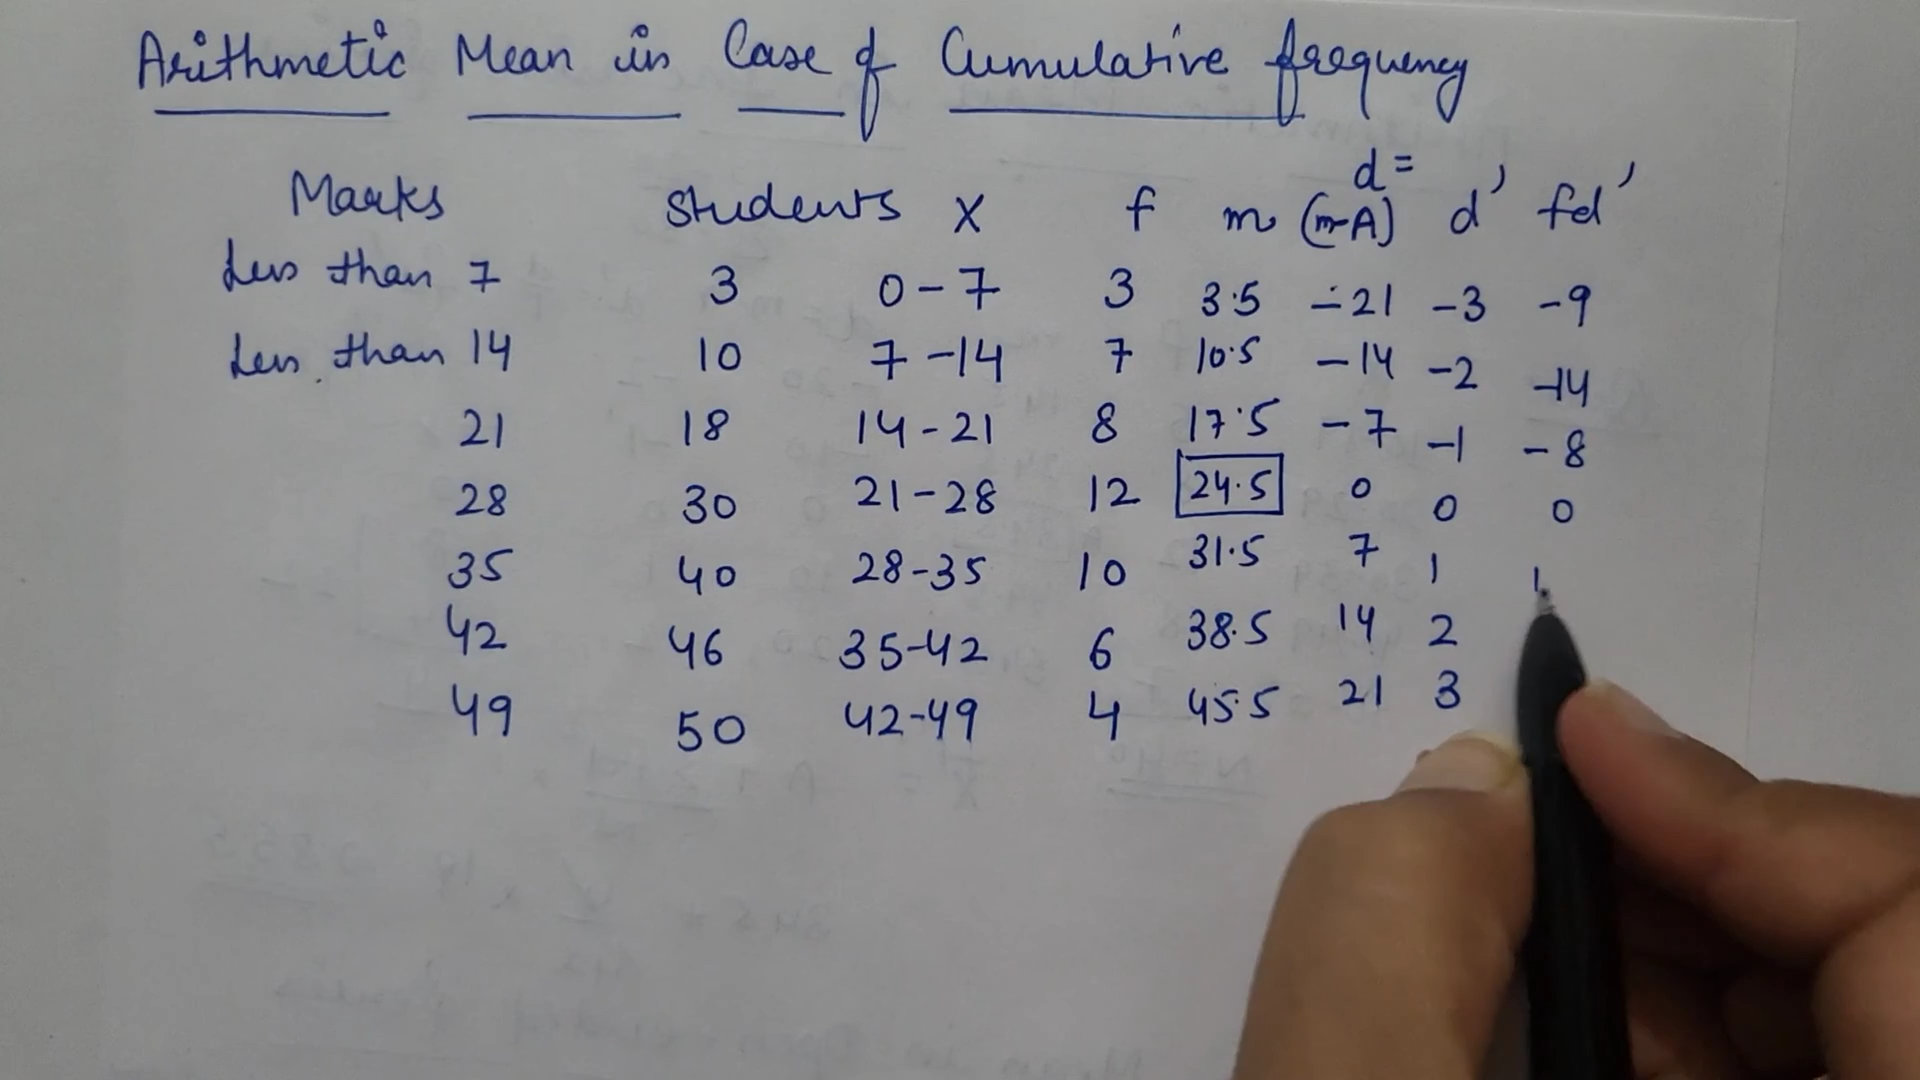 Arithmetic Mean in Case of Cumulative frequency
d =
Marks Students X f m (m-A) d' fd'
Less than 7 3 0-7 3 3.5 -21 -3 -9
Less than 14 10 7-14 7 10.5 -14 -2 -14
21 18 14-21 8 17.5 -7 -1 -8
28 30 21-28 12 24.5 0 0 0
35 40 28-35 10 31.5 7 1 1
42 46 35-42 6 38.5 14 2
49 50 42-49 4 45.5 21 3